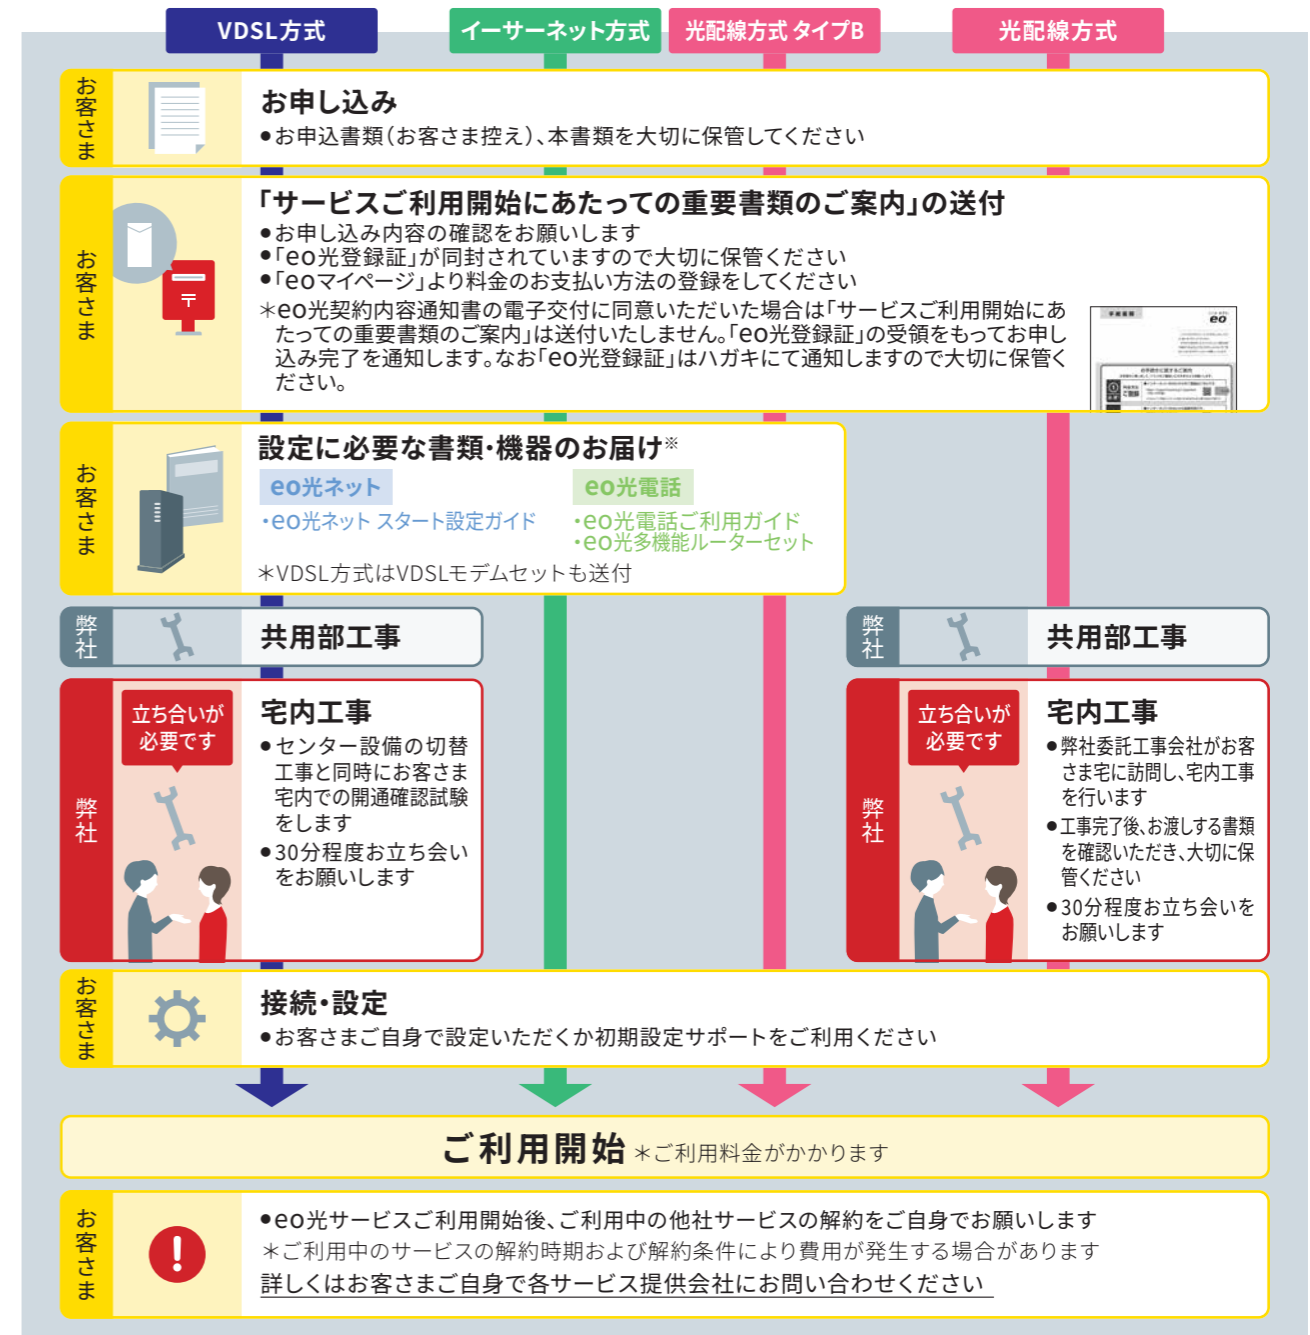 VDSL方式
イーサーネット方式
光配線方式 タイプB
光配線方式
お客さま
お申し込み
●お申込書類(お客さま控え)、本書類を大切に保管してください
お客さま
「サービスご利用開始にあたっての重要書類のご案内」の送付
●お申し込み内容の確認をお願いします
●「eo光登録証」が同封されていますので大切に保管ください
●「eoマイページ」より料金のお支払い方法の登録をしてください
＊eo光契約内容通知書の電子交付に同意いただいた場合は「サービスご利用開始にあ
たっての重要書類のご案内」は送付いたしません。「eo光登録証」の受領をもってお申し
込み完了を通知します。なお「eo光登録証」はハガキにて通知しますので大切に保管く
ださい。
eo
お客さま
設定に必要な書類・機器のお届け※
eo光ネット
・eo光ネット スタート設定ガイド
eo光電話
・eo光電話ご利用ガイド
・eo光多機能ルーターセット
＊VDSL方式はVDSLモデムセットも送付
弊社
共用部工事
弊社
共用部工事
弊社
立ち合いが
必要です
宅内工事
●センター設備の切替
工事と同時にお客さま
宅内での開通確認試験
をします
●30分程度お立ち会い
をお願いします
弊社
立ち合いが
必要です
宅内工事
●弊社委託工事会社がお客
さま宅に訪問し、宅内工事
を行います
●工事完了後、お渡しする書類
を確認いただき、大切に保
管ください
●30分程度お立ち会いを
お願いします
お客さま
接続・設定
●お客さまご自身で設定いただくか初期設定サポートをご利用ください
ご利用開始 ＊ご利用料金がかかります
お客さま
●eo光サービスご利用開始後、ご利用中の他社サービスの解約をご自身でお願いします
＊ご利用中のサービスの解約時期および解約条件により費用が発生する場合があります
詳しくはお客さまご自身で各サービス提供会社にお問い合わせください